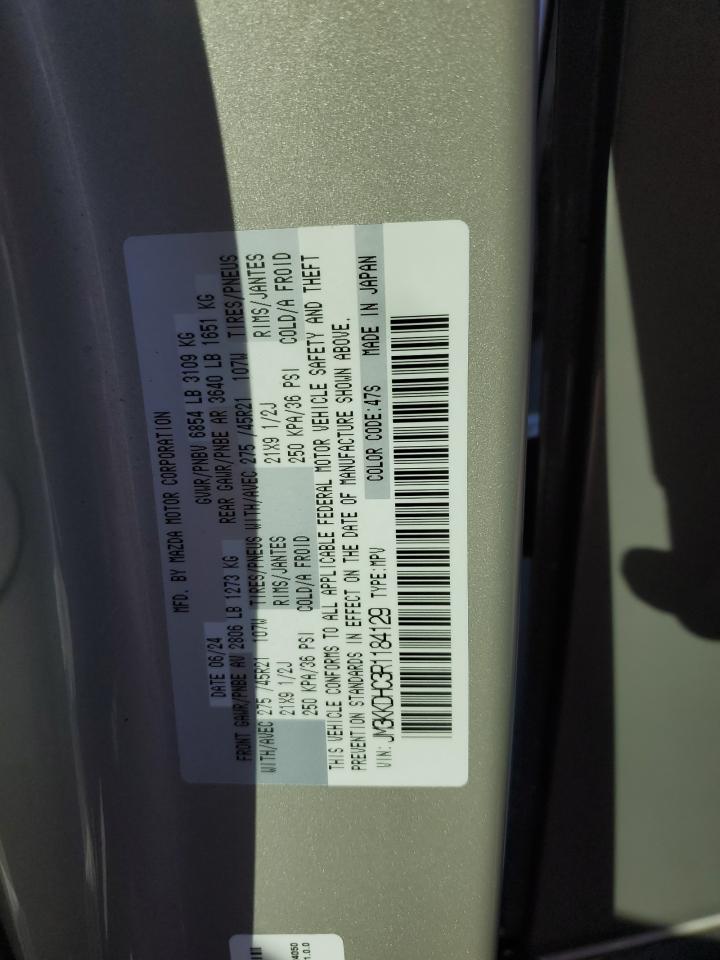 MFD. BY MAZDA MOTOR CORPORATION
DATE 06/24 GVWR/PNBV 6854 LB 3109 KG
FRONT GAWR/PNBE AV 2806 LB 1273 KG REAR GAWR/PNBE AR 3640 LB 1651 KG
WITH/AVEC 275 /45R21 107W TIRES/PNEUS WITH/AVEC 275 /45R21 107W TIRES/PNEUS
21X9 1/2J RIMS/JANTES 21X9 1/2J RIMS/JANTES
250 KPA/36 PSI COLD/A FROID 250 KPA/36 PSI COLD/A FROID
THIS VEHICLE CONFORMS TO ALL APPLICABLE FEDERAL MOTOR VEHICLE SAFETY AND THEFT
PREVENTION STANDARDS IN EFFECT ON THE DATE OF MANUFACTURE SHOWN ABOVE.
VIN: JM3KKDHC3R1184129 TYPE:MPV COLOR CODE:47S MADE IN JAPAN
4050
1.0.0